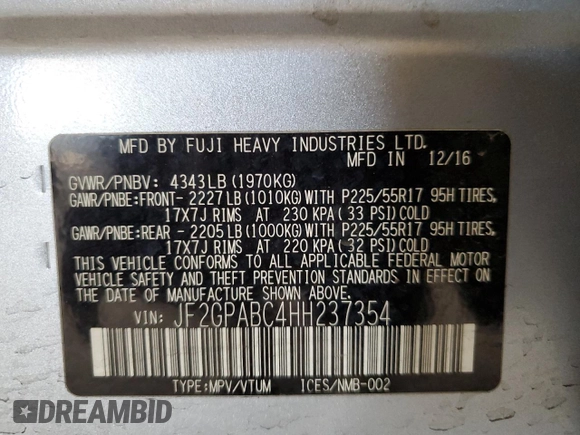 MFD BY FUJI HEAVY INDUSTRIES LTD.
MFD IN 12/16
GVWR/PNBV: 4343LB(1970KG)
GAWR/PNBE:FRONT-2227LB(1010KG)WITH P225/55R17 95H TIRES,
17X7J RIMS AT 230 KPA(33 PSI)COLD
GAWR/PNBE:REAR -2205LB(1000KG)WITH P225/55R17 95H TIRES,
17X7J RIMS AT 220 KPA(32 PSI)COLD
THIS VEHICLE CONFORMS TO ALL APPLICABLE FEDERAL MOTOR
VEHICLE SAFETY AND THEFT PREVENTION STANDARDS IN EFFECT
ON THE DATE OF MANUFACTURE SHOWN ABOVE.
VIN: JF2GPABC4HH237354
TYPE:MPV/VTUM ICES/NMB-002
DREAMBID